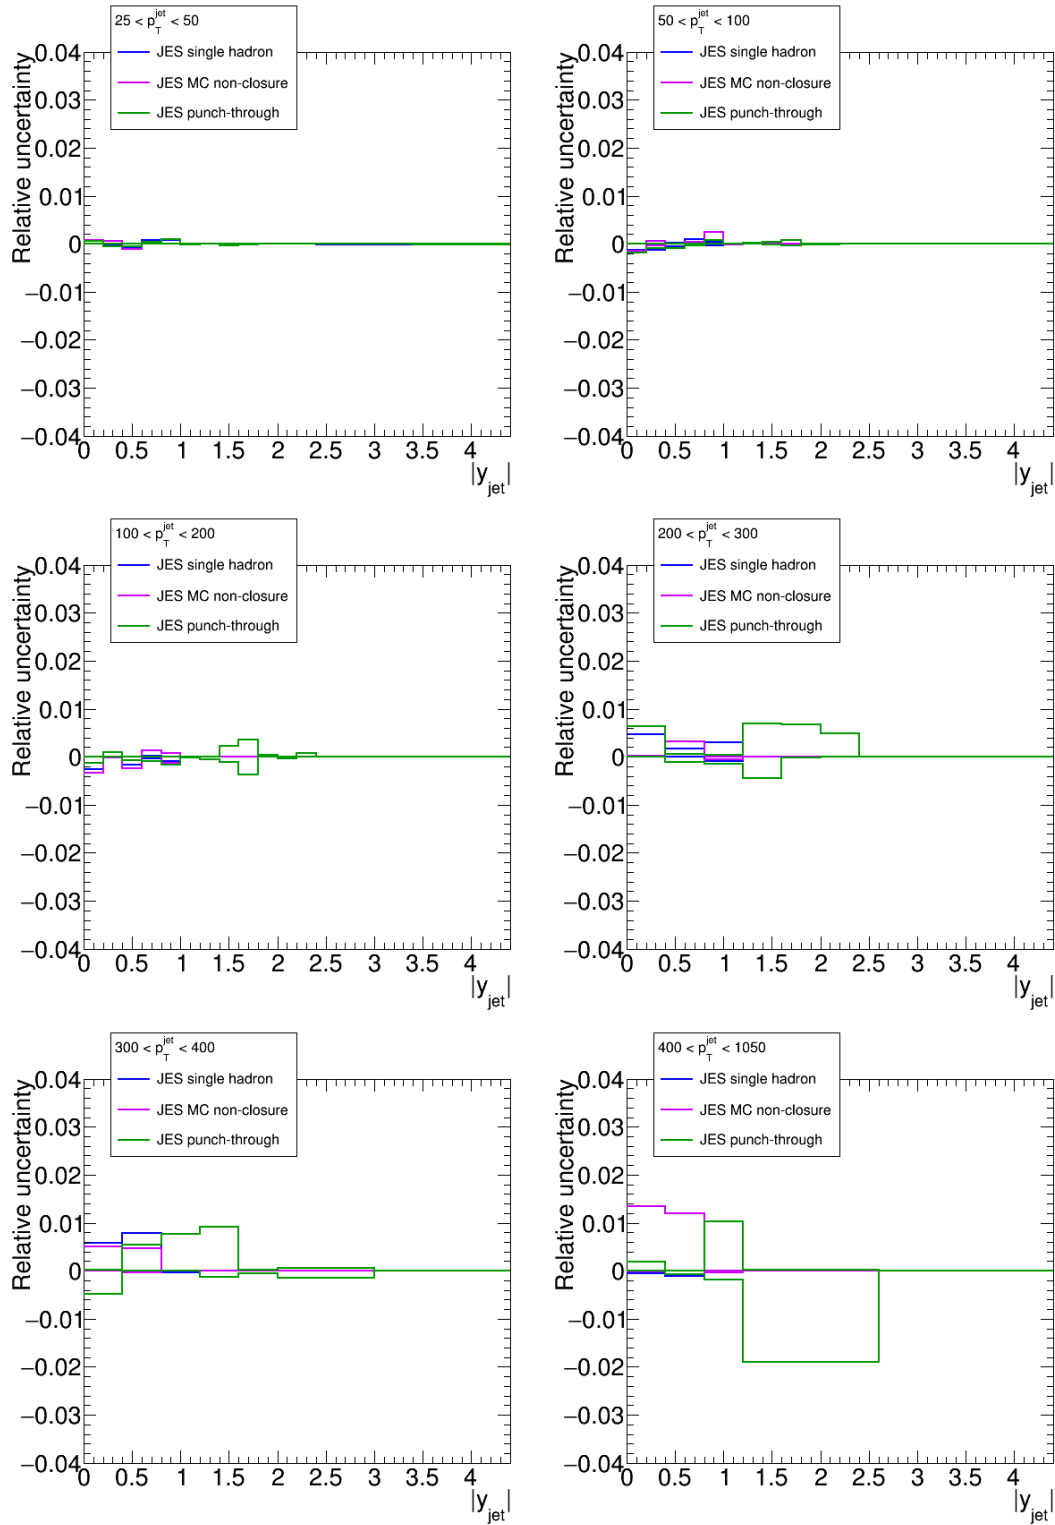 25 < p_T^jet < 50
JES single hadron
JES MC non-closure
JES punch-through
Relative uncertainty
0.04
0.03
0.02
0.01
0
−0.01
−0.02
−0.03
−0.04
0 0.5 1 1.5 2 2.5 3 3.5 4
|y_jet|
50 < p_T^jet < 100
JES single hadron
JES MC non-closure
JES punch-through
Relative uncertainty
0.04
0.03
0.02
0.01
0
−0.01
−0.02
−0.03
−0.04
0 0.5 1 1.5 2 2.5 3 3.5 4
|y_jet|
100 < p_T^jet < 200
JES single hadron
JES MC non-closure
JES punch-through
Relative uncertainty
0.04
0.03
0.02
0.01
0
−0.01
−0.02
−0.03
−0.04
0 0.5 1 1.5 2 2.5 3 3.5 4
|y_jet|
200 < p_T^jet < 300
JES single hadron
JES MC non-closure
JES punch-through
Relative uncertainty
0.04
0.03
0.02
0.01
0
−0.01
−0.02
−0.03
−0.04
0 0.5 1 1.5 2 2.5 3 3.5 4
|y_jet|
300 < p_T^jet < 400
JES single hadron
JES MC non-closure
JES punch-through
Relative uncertainty
0.04
0.03
0.02
0.01
0
−0.01
−0.02
−0.03
−0.04
0 0.5 1 1.5 2 2.5 3 3.5 4
|y_jet|
400 < p_T^jet < 1050
JES single hadron
JES MC non-closure
JES punch-through
Relative uncertainty
0.04
0.03
0.02
0.01
0
−0.01
−0.02
−0.03
−0.04
0 0.5 1 1.5 2 2.5 3 3.5 4
|y_jet|